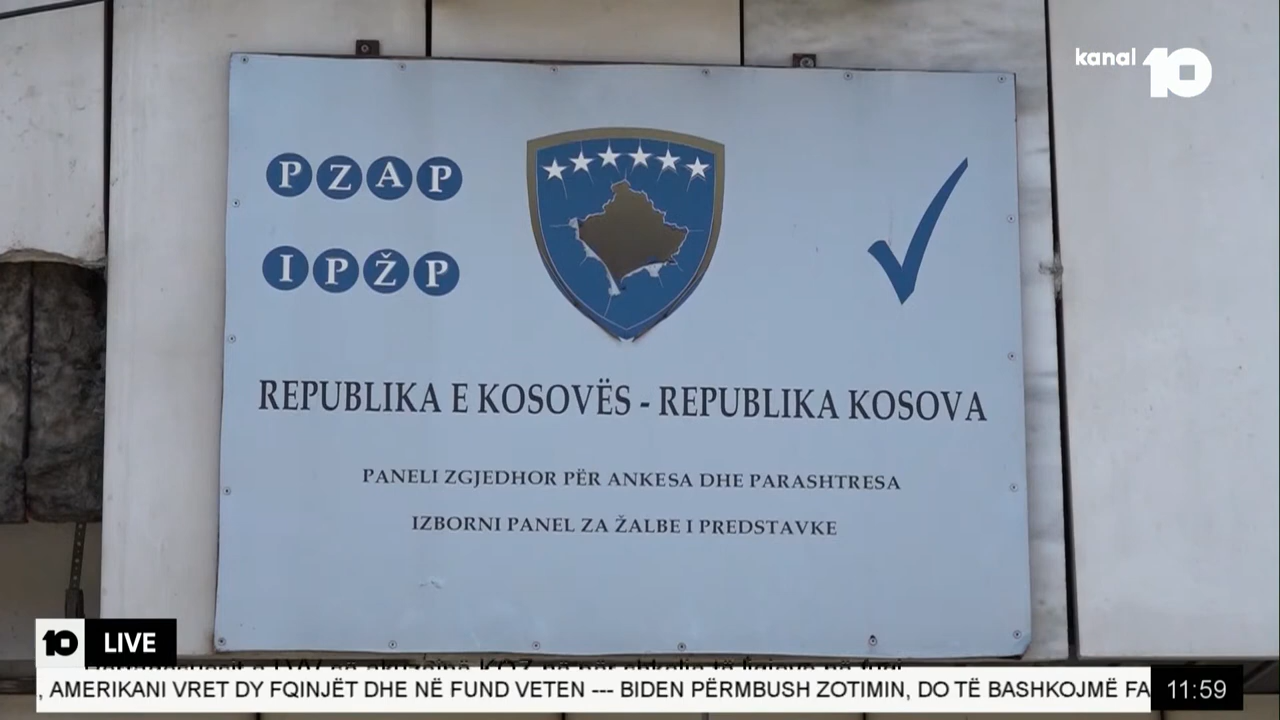 kanal 10
PZAP
IPŽP
REPUBLIKA E KOSOVËS - REPUBLIKA KOSOVA
PANELI ZGJEDHOR PËR ANKESA DHE PARASHTRESA
IZBORNI PANEL ZA ŽALBE I PREDSTAVKE
10 LIVE
, AMERIKANI VRET DY FQINJËT DHE NË FUND VETEN --- BIDEN PËRMBUSH ZOTIMIN, DO TË BASHKOJMË FA
11:59